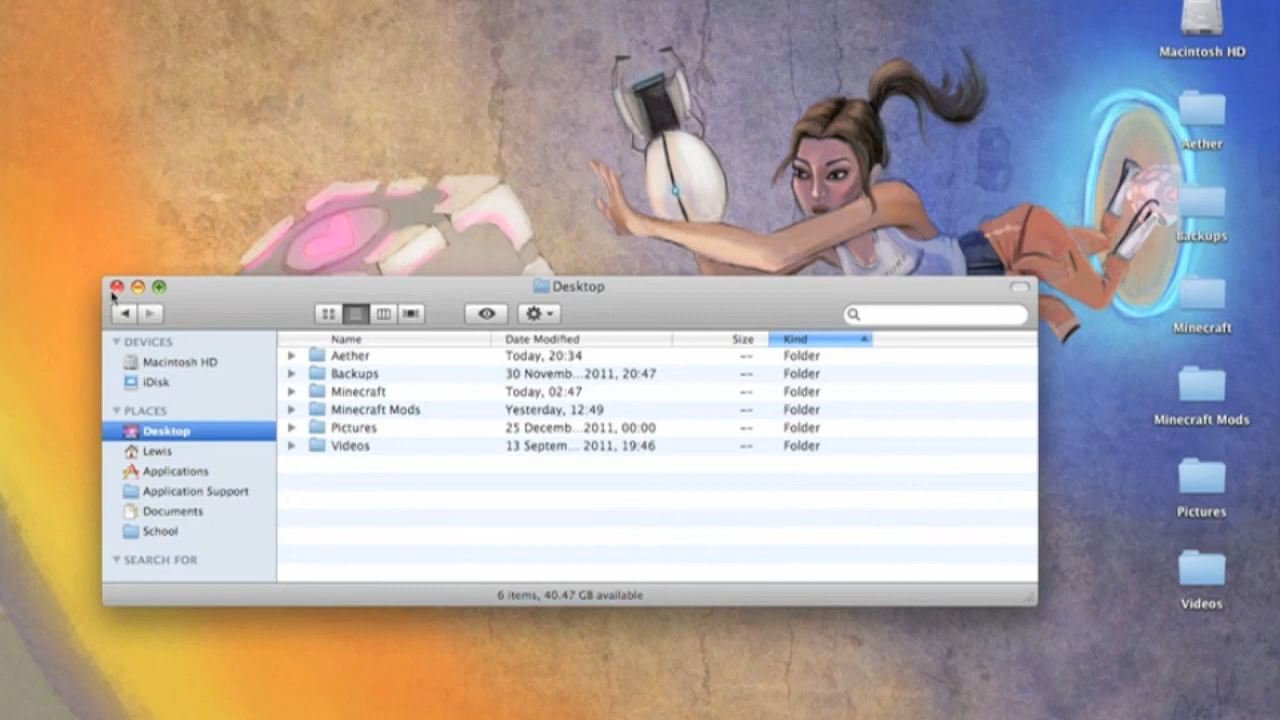 Macintosh HD
Aether
Backups
Minecraft
Minecraft Mods
Pictures
Videos
Desktop
DEVICES
Macintosh HD
iDisk
PLACES
Desktop
Lewis
Applications
Application Support
Documents
School
SEARCH FOR
Name Date Modified Size Kind
Aether Today, 20:34 -- Folder
Backups 30 Novemb...2011, 20:47 -- Folder
Minecraft Today, 02:47 -- Folder
Minecraft Mods Yesterday, 12:49 -- Folder
Pictures 25 Decemb... 2011, 00:00 -- Folder
Videos 13 Septem... 2011, 19:46 -- Folder
6 items, 40.47 GB available